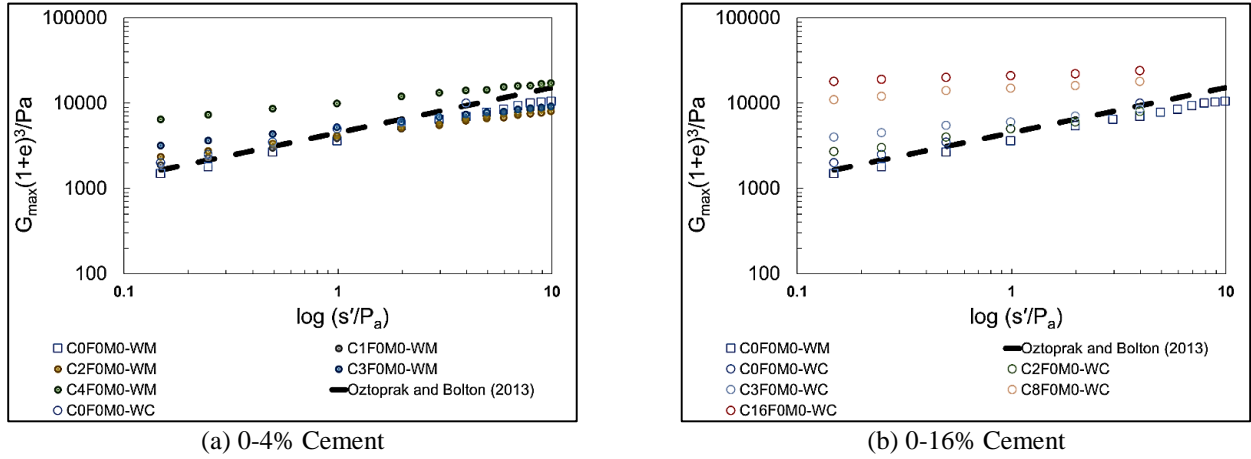 100000
10000
1000
100
G_max(1+e)³/Pa
0.1
1
10
log (s′/P_a)
C0F0M0-WM
C1F0M0-WM
C2F0M0-WM
C3F0M0-WM
C4F0M0-WM
Oztoprak and Bolton (2013)
C0F0M0-WC
(a) 0-4% Cement
100000
10000
1000
100
G_max(1+e)³/Pa
0.1
1
10
log (s′/P_a)
C0F0M0-WM
Oztoprak and Bolton (2013)
C0F0M0-WC
C2F0M0-WC
C3F0M0-WC
C8F0M0-WC
C16F0M0-WC
(b) 0-16% Cement